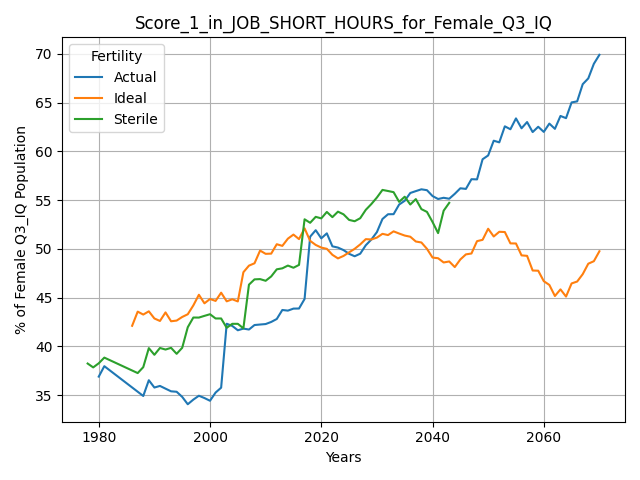 Score_1_in_JOB_SHORT_HOURS_for_Female_Q3_IQ
% of Female Q3_IQ Population
70
65
60
55
50
45
40
35
Fertility
Actual
Ideal
Sterile
1980
2000
2020
2040
2060
Years